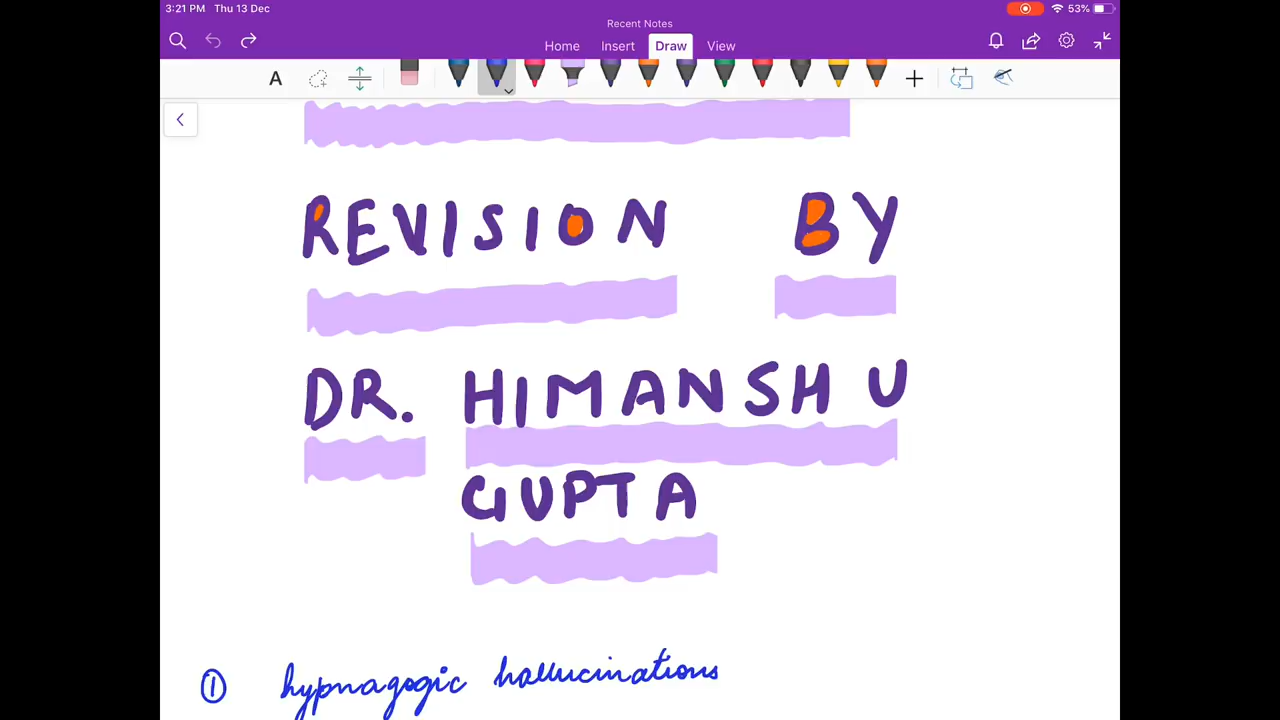 3:21 PM Thu 13 Dec
53%
Recent Notes
Home Insert Draw View
A
REVISION BY
DR. HIMANSHU
GUPTA
① hypnagogic hallucinations